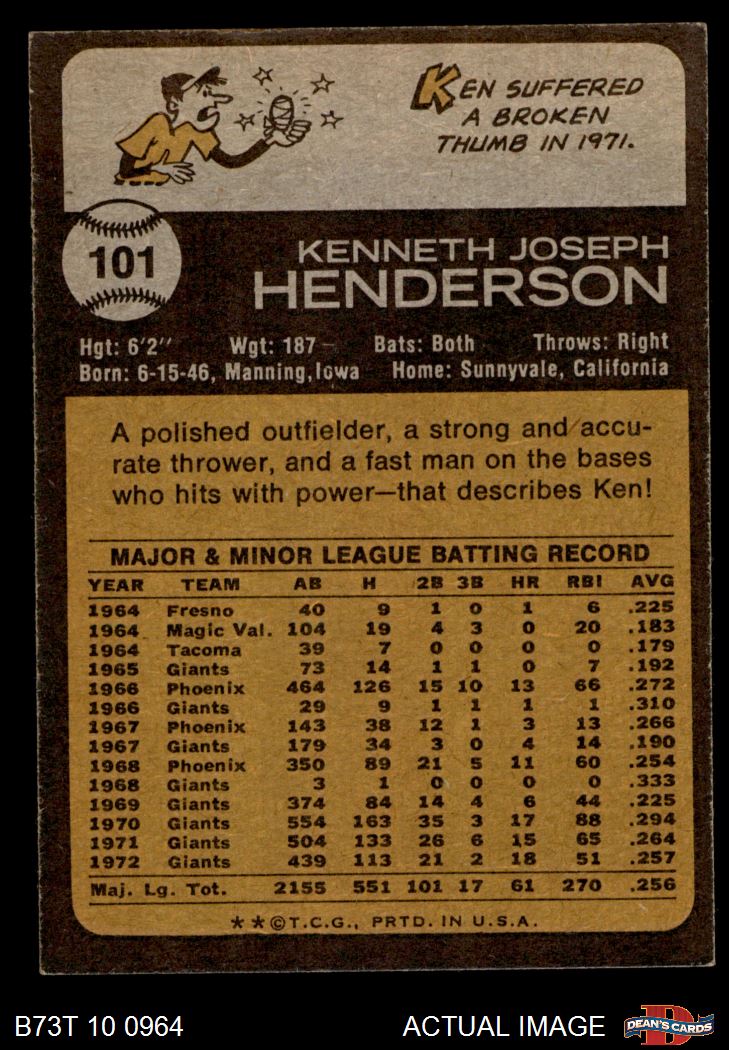 KEN SUFFERED
A BROKEN
THUMB IN 1971.
101
KENNETH JOSEPH
HENDERSON
Hgt: 6'2" Wgt: 187 Bats: Both Throws: Right
Born: 6-15-46, Manning, Iowa Home: Sunnyvale, California
A polished outfielder, a strong and accu-
rate thrower, and a fast man on the bases
who hits with power—that describes Ken!
MAJOR & MINOR LEAGUE BATTING RECORD
YEAR TEAM AB H 2B 3B HR RBI AVG
1964 Fresno 40 9 1 0 1 6 .225
1964 Magic Val. 104 19 4 3 0 20 .183
1964 Tacoma 39 7 0 0 0 0 .179
1965 Giants 73 14 1 1 0 7 .192
1966 Phoenix 464 126 15 10 13 66 .272
1966 Giants 29 9 1 1 1 1 .310
1967 Phoenix 143 38 12 1 3 13 .266
1967 Giants 179 34 3 0 4 14 .190
1968 Phoenix 350 89 21 5 11 60 .254
1968 Giants 3 1 0 0 0 0 .333
1969 Giants 374 84 14 4 6 44 .225
1970 Giants 554 163 35 3 17 88 .294
1971 Giants 504 133 26 6 15 65 .264
1972 Giants 439 113 21 2 18 51 .257
Maj. Lg. Tot. 2155 551 101 17 61 270 .256
★★©T.C.G., PRTD. IN U.S.A.
B73T 10 0964 ACTUAL IMAGE D DEAN'S CARDS